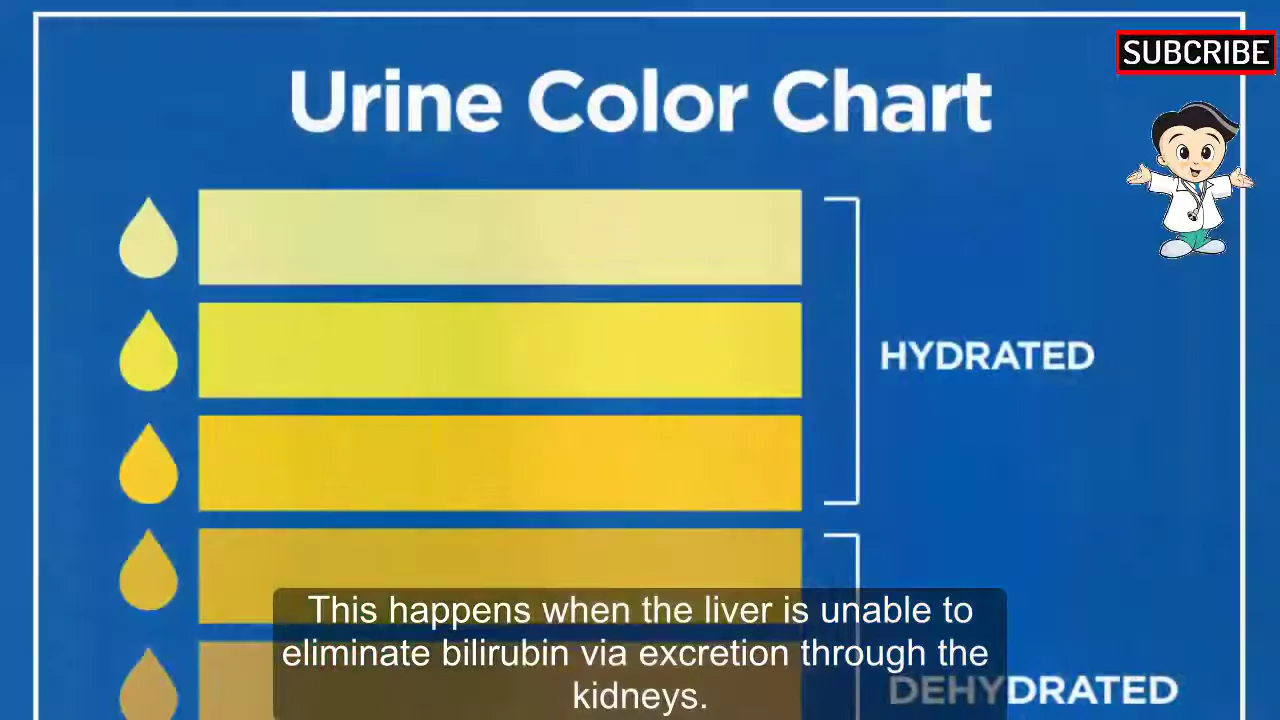 SUBCRIBE
Urine Color Chart
HYDRATED
This happens when the liver is unable to
eliminate bilirubin via excretion through the
kidneys.
DEHYDRATED